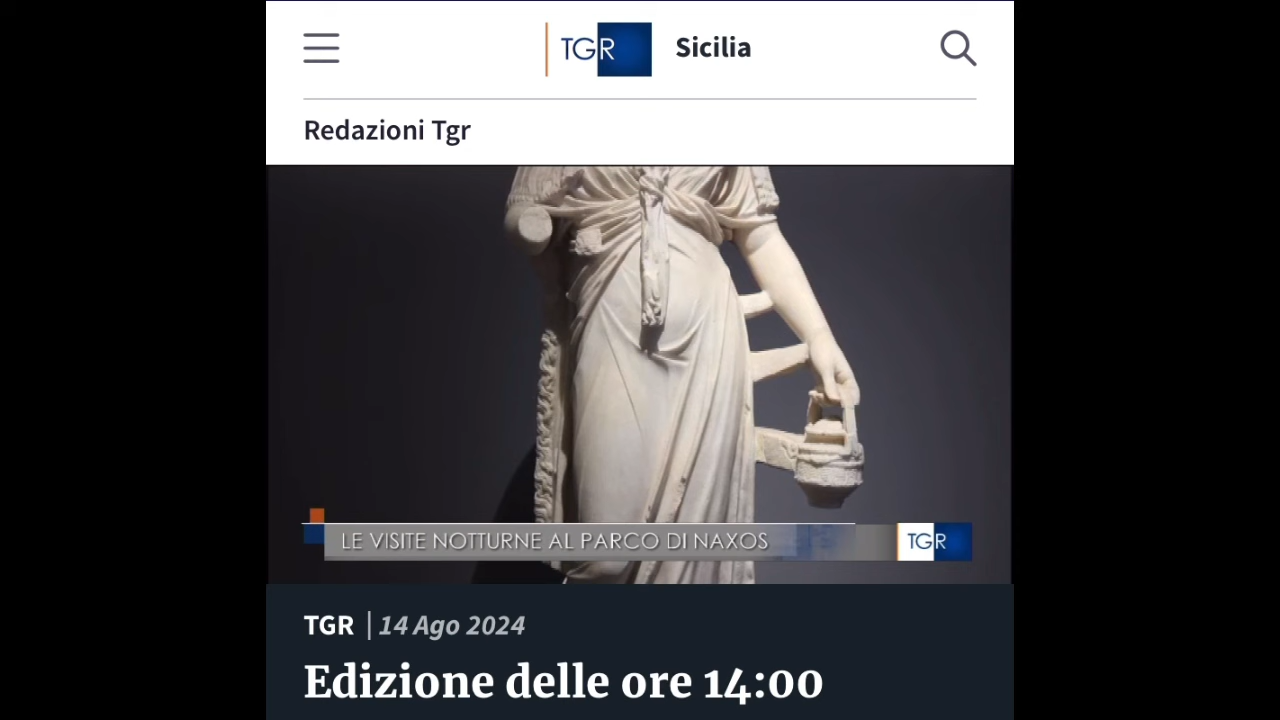 TGR Sicilia
Redazioni Tgr
LE VISITE NOTTURNE AL PARCO DI NAXOS
TGR
TGR | 14 Ago 2024
Edizione delle ore 14:00